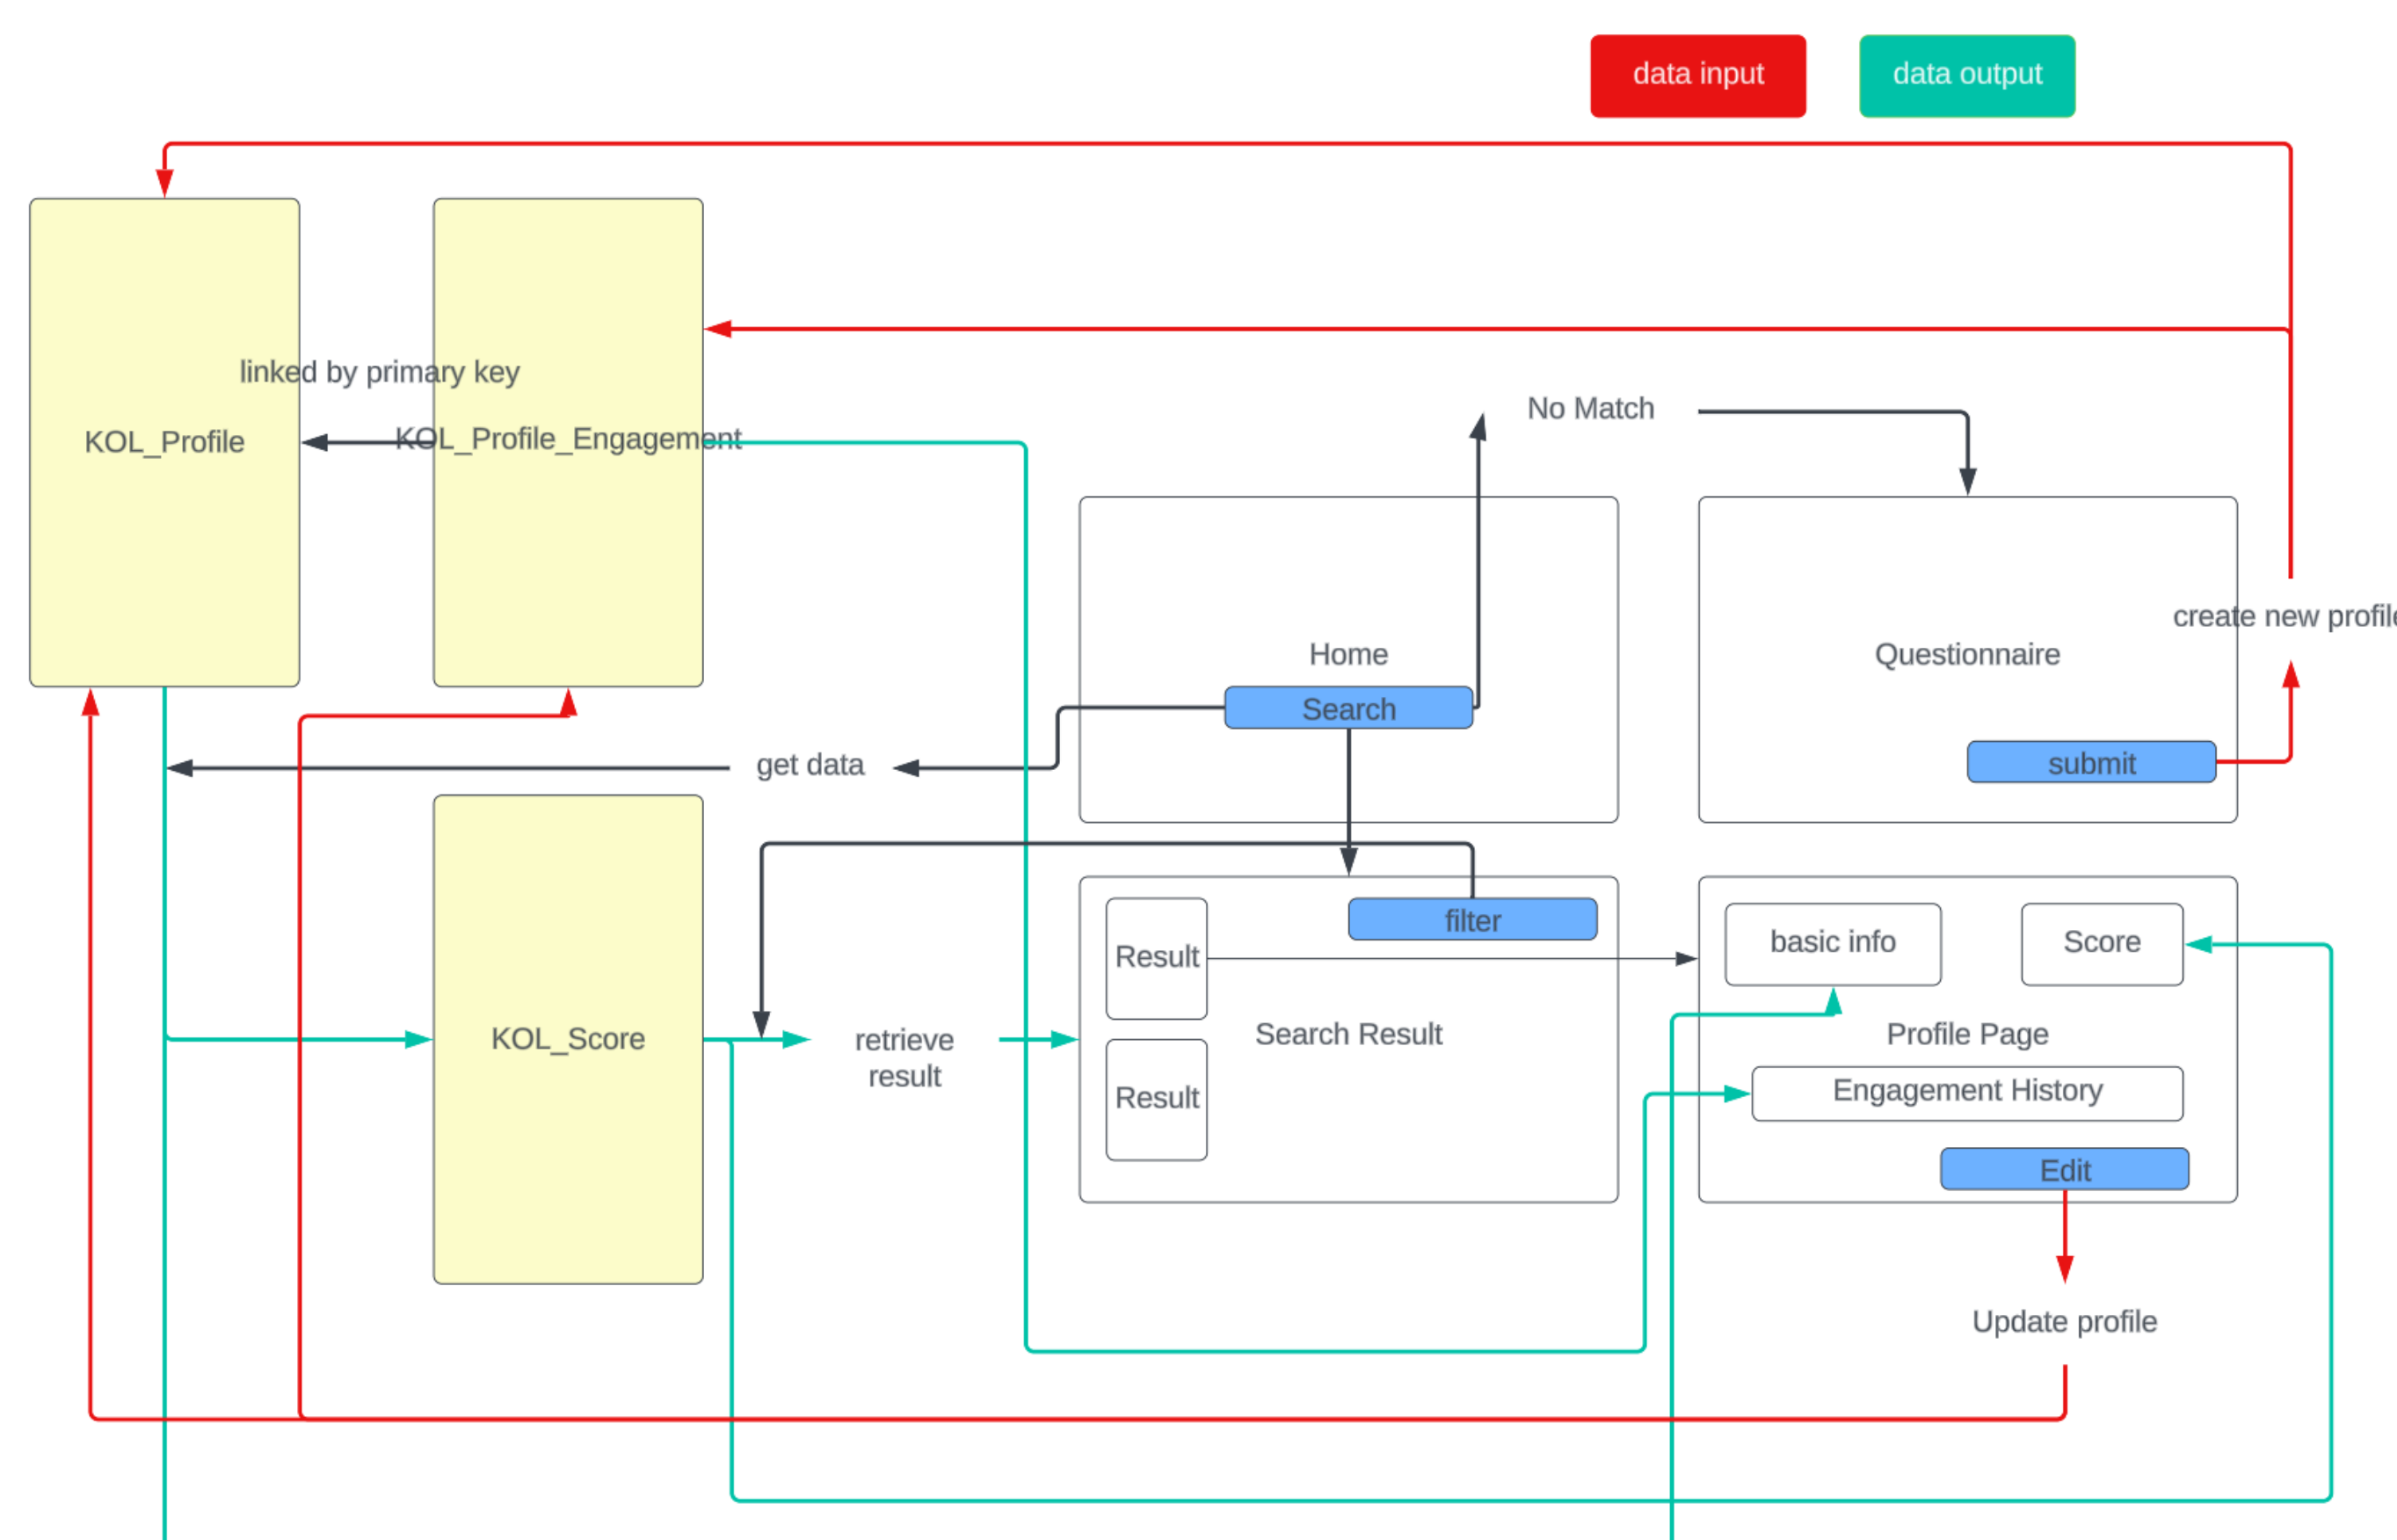 data input
data output
linked by primary key
KOL_Profile
KOL_Profile_Engagement
No Match
create new profile
Home
Questionnaire
Search
submit
get data
filter
Result
basic info
Score
KOL_Score
retrieve
result
Search Result
Profile Page
Result
Engagement History
Edit
Update profile